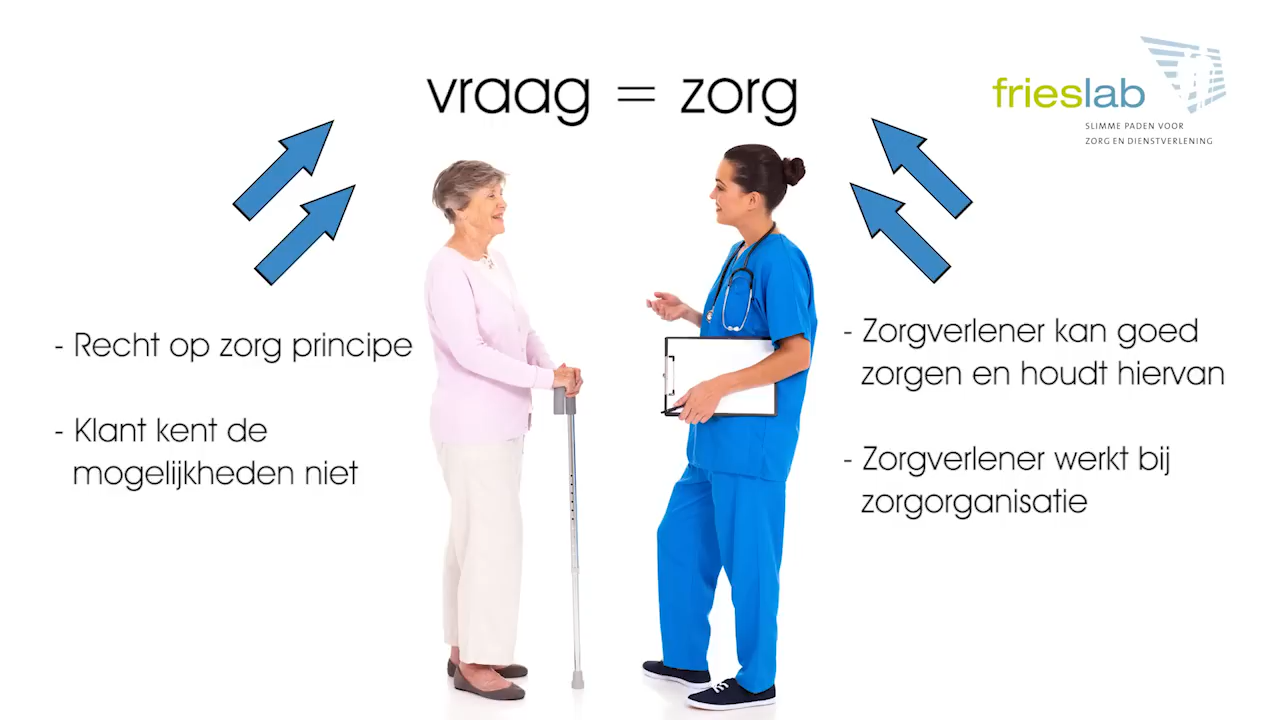 vraag = zorg
frieslab
SLIMME PADEN VOOR
ZORG EN DIENSTVERLENING
- Recht op zorg principe
- Klant kent de
mogelijkheden niet
- Zorgverlener kan goed
zorgen en houdt hiervan
- Zorgverlener werkt bij
zorgorganisatie